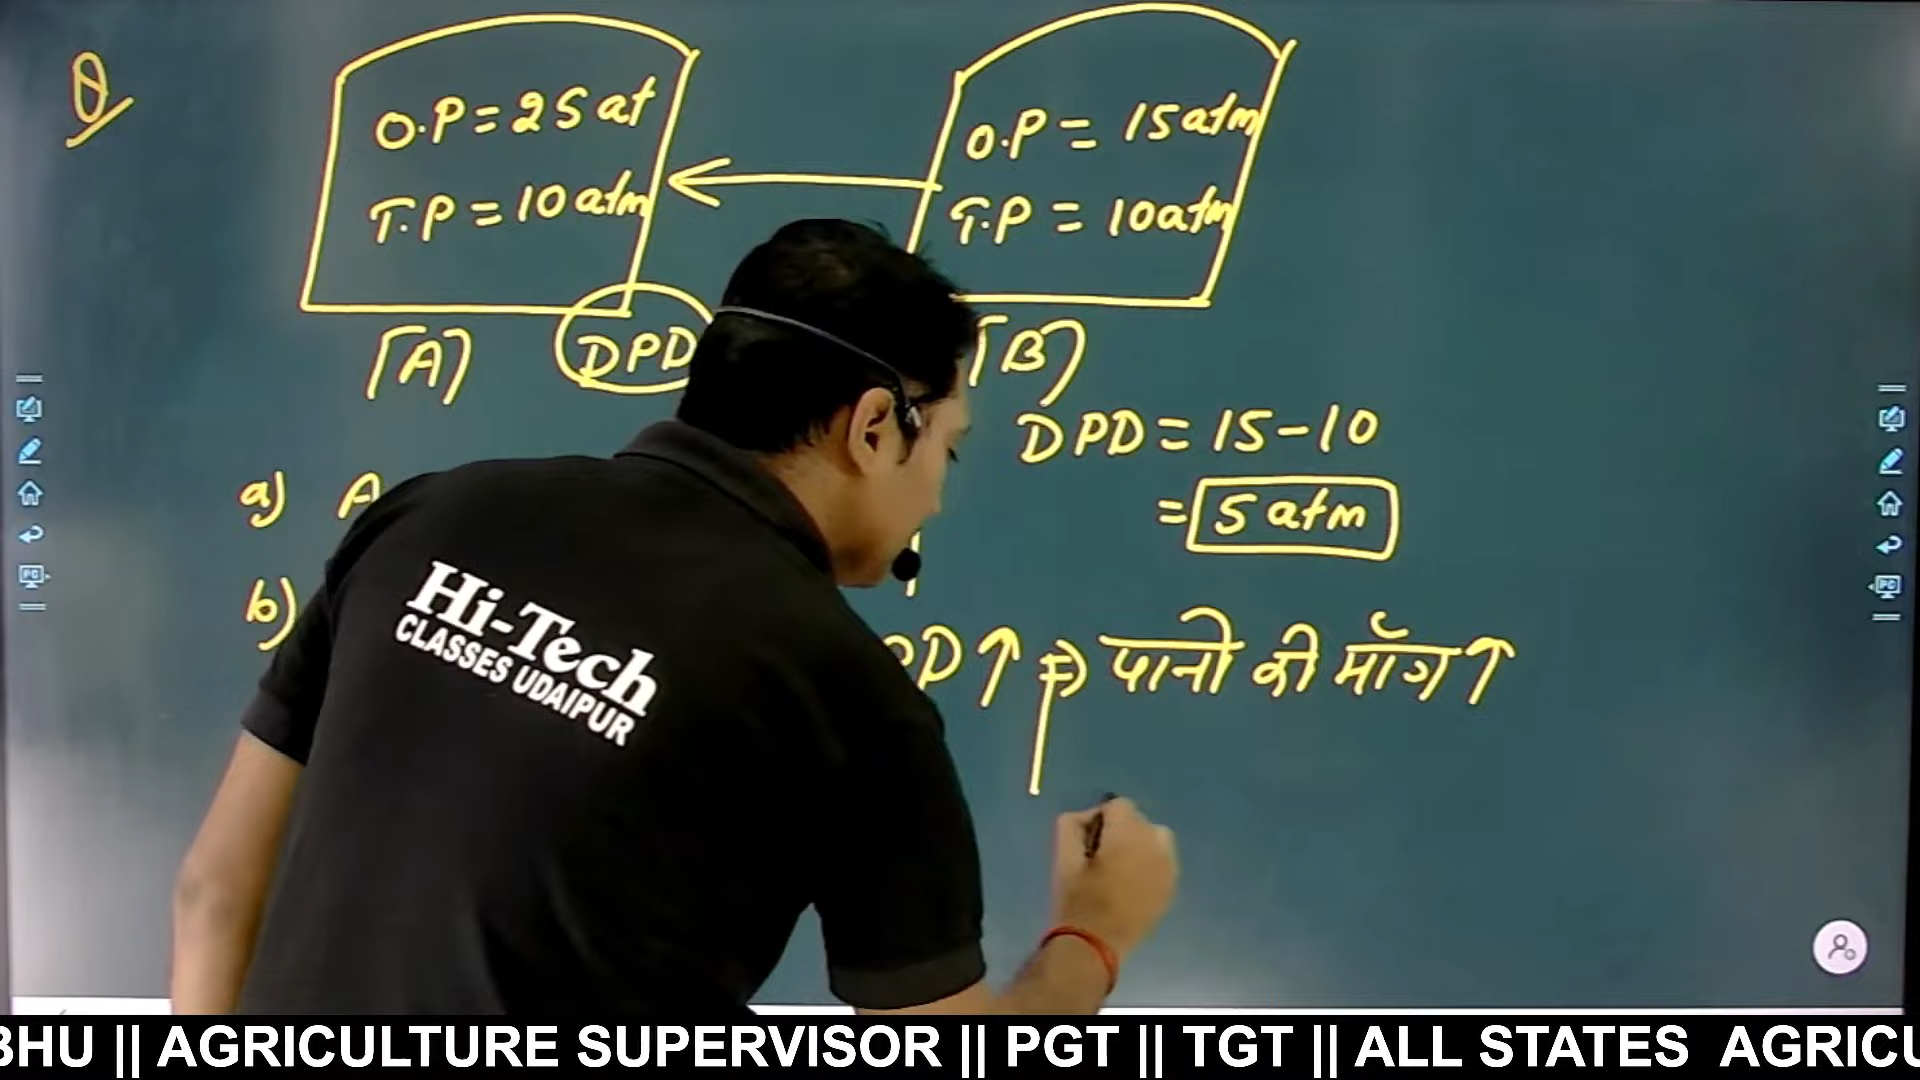 Q
O.P = 25 at
T.P = 10 atm
O.P = 15 atm
T.P = 10 atm
[A]
DPD
[B]
DPD = 15 - 10
= 5 atm
a) A
b)
PD ↑ ⇒ पानी की माँग ↑
Hi-Tech
CLASSES UDAIPUR
BHU || AGRICULTURE SUPERVISOR || PGT || TGT || ALL STATES AGRICU